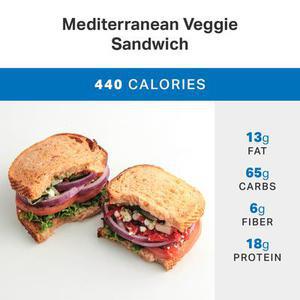 Mediterranean Veggie
Sandwich
440 CALORIES
13g
FAT
65g
CARBS
6g
FIBER
18g
PROTEIN